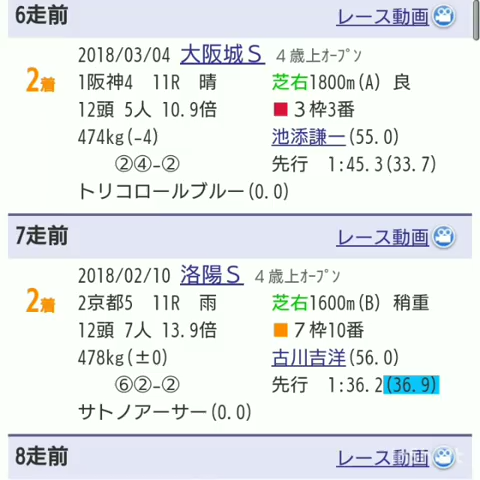 6走前 レース動画
2018/03/04 大阪城S 4歳上オープン
2着 1阪神4 11R 晴 芝右1800m(A) 良
12頭 5人 10.9倍 ■3枠3番
474kg(-4) 池添謙一(55.0)
②④-② 先行 1:45.3(33.7)
トリコロールブルー(0.0)
7走前 レース動画
2018/02/10 洛陽S 4歳上オープン
2着 2京都5 11R 雨 芝右1600m(B) 稍重
12頭 7人 13.9倍 ■7枠10番
478kg(±0) 古川吉洋(56.0)
⑥②-② 先行 1:36.2(36.9)
サトノアーサー(0.0)
8走前 レース動画